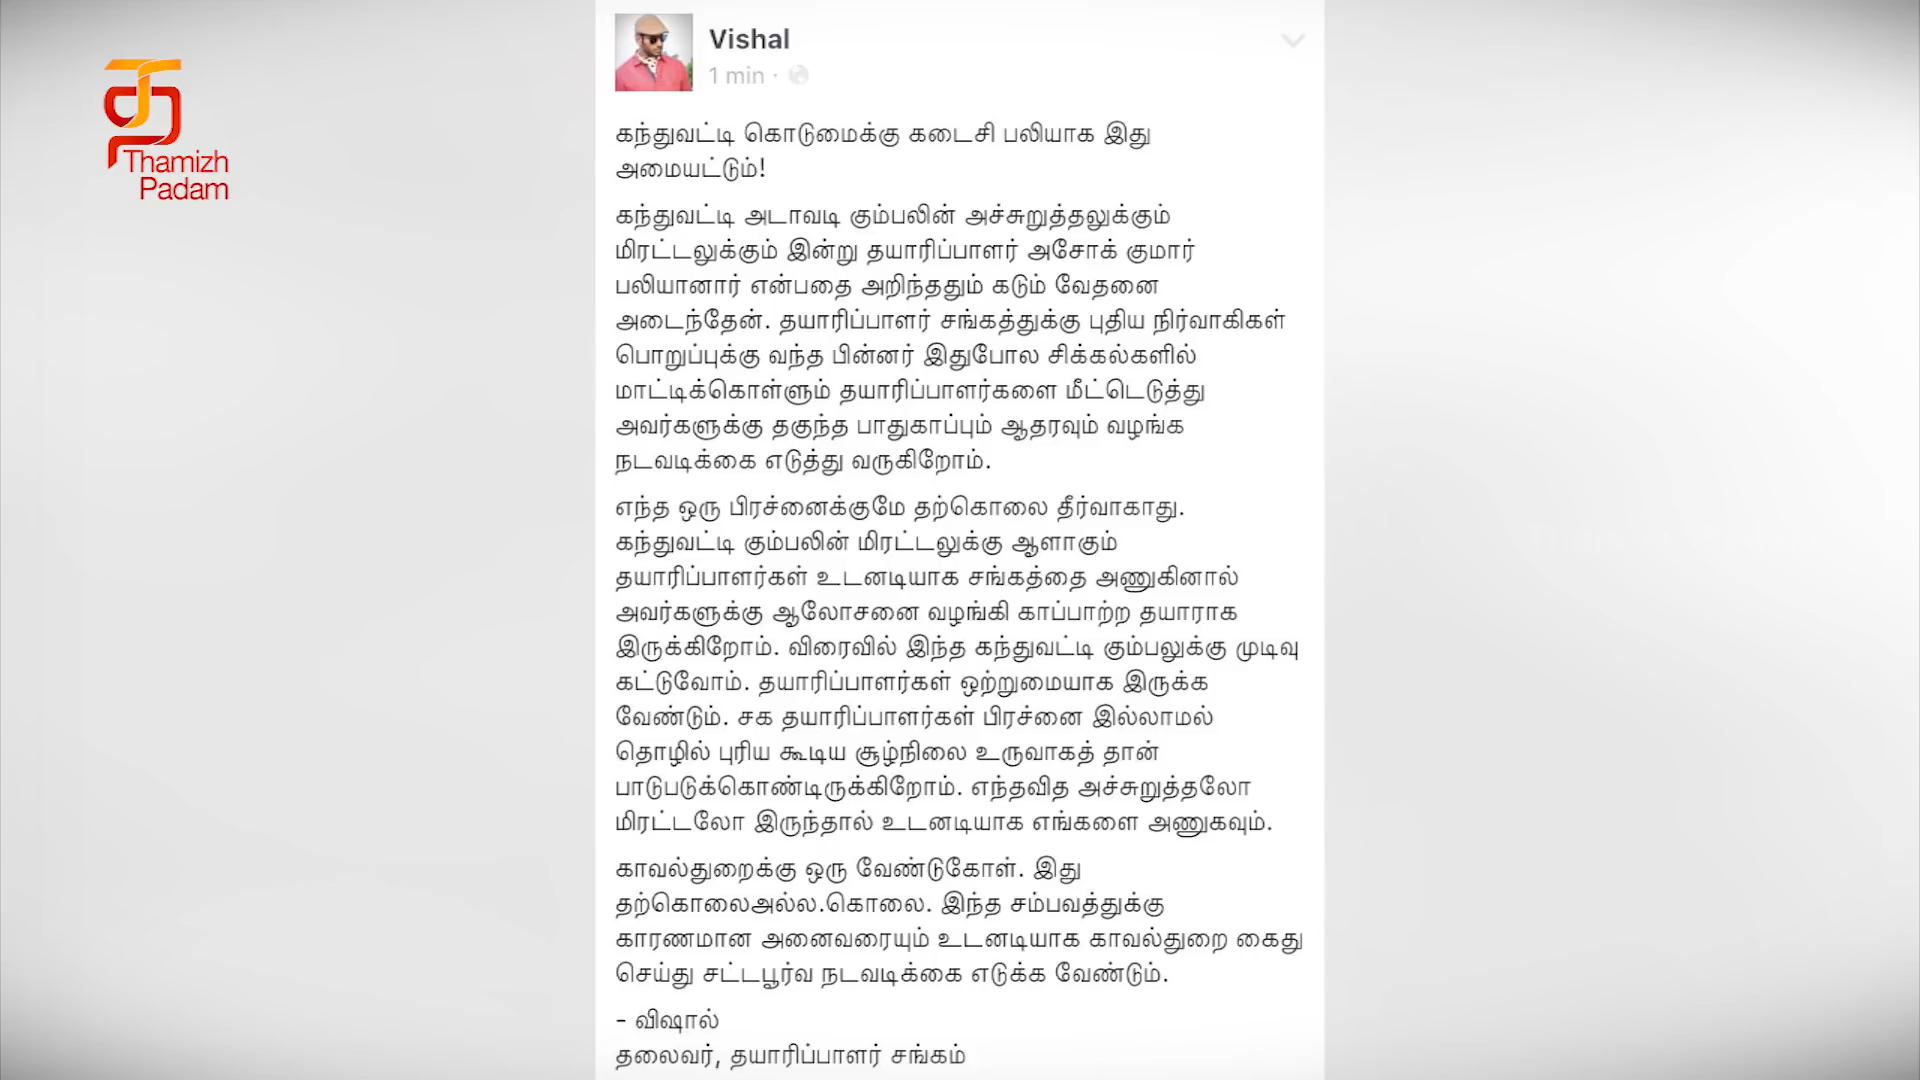 Thamizh
Padam
Vishal
1 min ·
கந்துவட்டி கொடுமைக்கு கடைசி பலியாக இது
அமையட்டும்!
கந்துவட்டி அடாவடி கும்பலின் அச்சுறுத்தலுக்கும்
மிரட்டலுக்கும் இன்று தயாரிப்பாளர் அசோக் குமார்
பலியானார் என்பதை அறிந்ததும் கடும் வேதனை
அடைந்தேன். தயாரிப்பாளர் சங்கத்துக்கு புதிய நிர்வாகிகள்
பொறுப்புக்கு வந்த பின்னர் இதுபோல சிக்கல்களில்
மாட்டிக்கொள்ளும் தயாரிப்பாளர்களை மீட்டெடுத்து
அவர்களுக்கு தகுந்த பாதுகாப்பும் ஆதரவும் வழங்க
நடவடிக்கை எடுத்து வருகிறோம்.
எந்த ஒரு பிரச்னைக்குமே தற்கொலை தீர்வாகாது.
கந்துவட்டி கும்பலின் மிரட்டலுக்கு ஆளாகும்
தயாரிப்பாளர்கள் உடனடியாக சங்கத்தை அணுகினால்
அவர்களுக்கு ஆலோசனை வழங்கி காப்பாற்ற தயாராக
இருக்கிறோம். விரைவில் இந்த கந்துவட்டி கும்பலுக்கு முடிவு
கட்டுவோம். தயாரிப்பாளர்கள் ஒற்றுமையாக இருக்க
வேண்டும். சக தயாரிப்பாளர்கள் பிரச்னை இல்லாமல்
தொழில் புரிய கூடிய சூழ்நிலை உருவாகத் தான்
பாடுபடுக்கொண்டிருக்கிறோம். எந்தவித அச்சுறுத்தலோ
மிரட்டலோ இருந்தால் உடனடியாக எங்களை அணுகவும்.
காவல்துறைக்கு ஒரு வேண்டுகோள். இது
தற்கொலைஅல்ல.கொலை. இந்த சம்பவத்துக்கு
காரணமான அனைவரையும் உடனடியாக காவல்துறை கைது
செய்து சட்டபூர்வ நடவடிக்கை எடுக்க வேண்டும்.
- விஷால்
தலைவர், தயாரிப்பாளர் சங்கம்